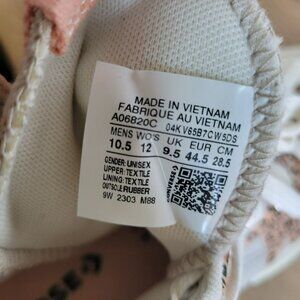 MADE IN VIETNAM
FABRIQUE AU VIETNAM
A06820C 04KV65B7CW5DS
MENS WO'S UK EUR CM
10.5 12 9.5 44.5 28.5
GENDER: UNISEX
UPPER: TEXTILE
LINING: TEXTILE
OUTSOLE: RUBBER
9W 2303 M88
CONVERSE